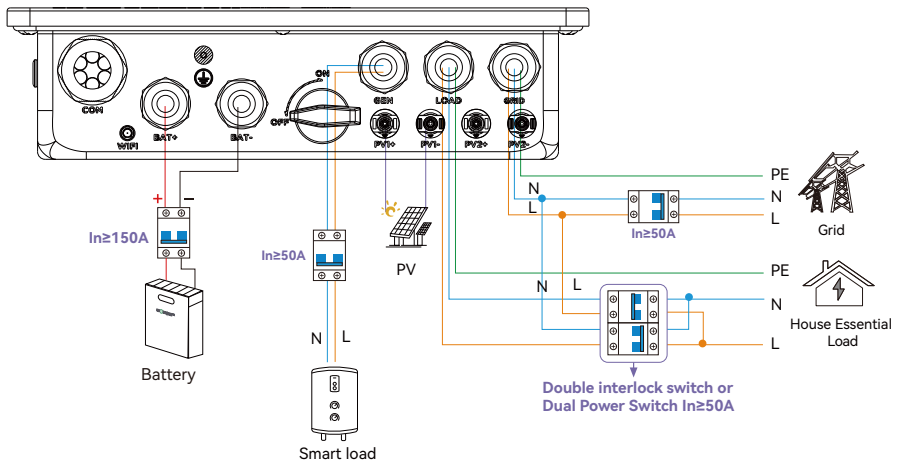 ON
COM
GEN
LOAD
GRID
OFF
WIFI
BAT+
BAT-
PV1+
PV1-
PV2+
PV2-
PE
N
N
+
−
L
L
In≥150A
In≥50A
In≥50A
Grid
PV
PE
N
L
N
House Essential
Load
N
L
L
Battery
Double interlock switch or
Dual Power Switch In≥50A
Smart load